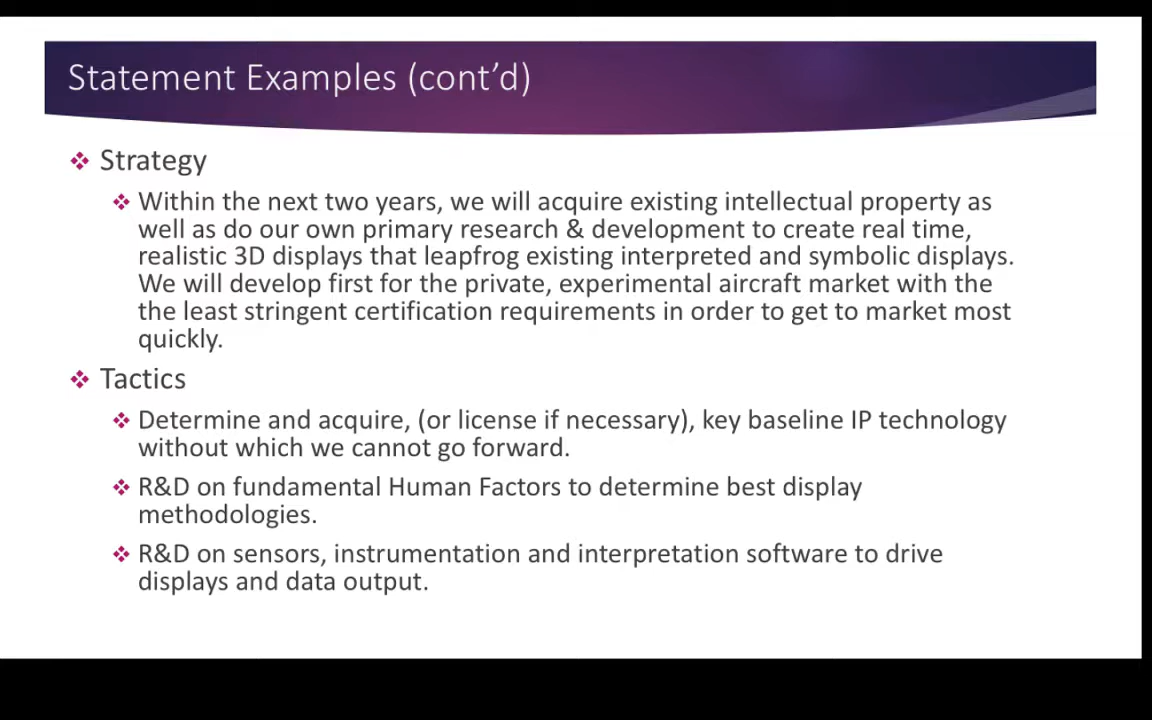 Statement Examples (cont’d)
Strategy
Within the next two years, we will acquire existing intellectual property as
well as do our own primary research & development to create real time,
realistic 3D displays that leapfrog existing interpreted and symbolic displays.
We will develop first for the private, experimental aircraft market with the
the least stringent certification requirements in order to get to market most
quickly.
Tactics
Determine and acquire, (or license if necessary), key baseline IP technology
without which we cannot go forward.
R&D on fundamental Human Factors to determine best display
methodologies.
R&D on sensors, instrumentation and interpretation software to drive
displays and data output.